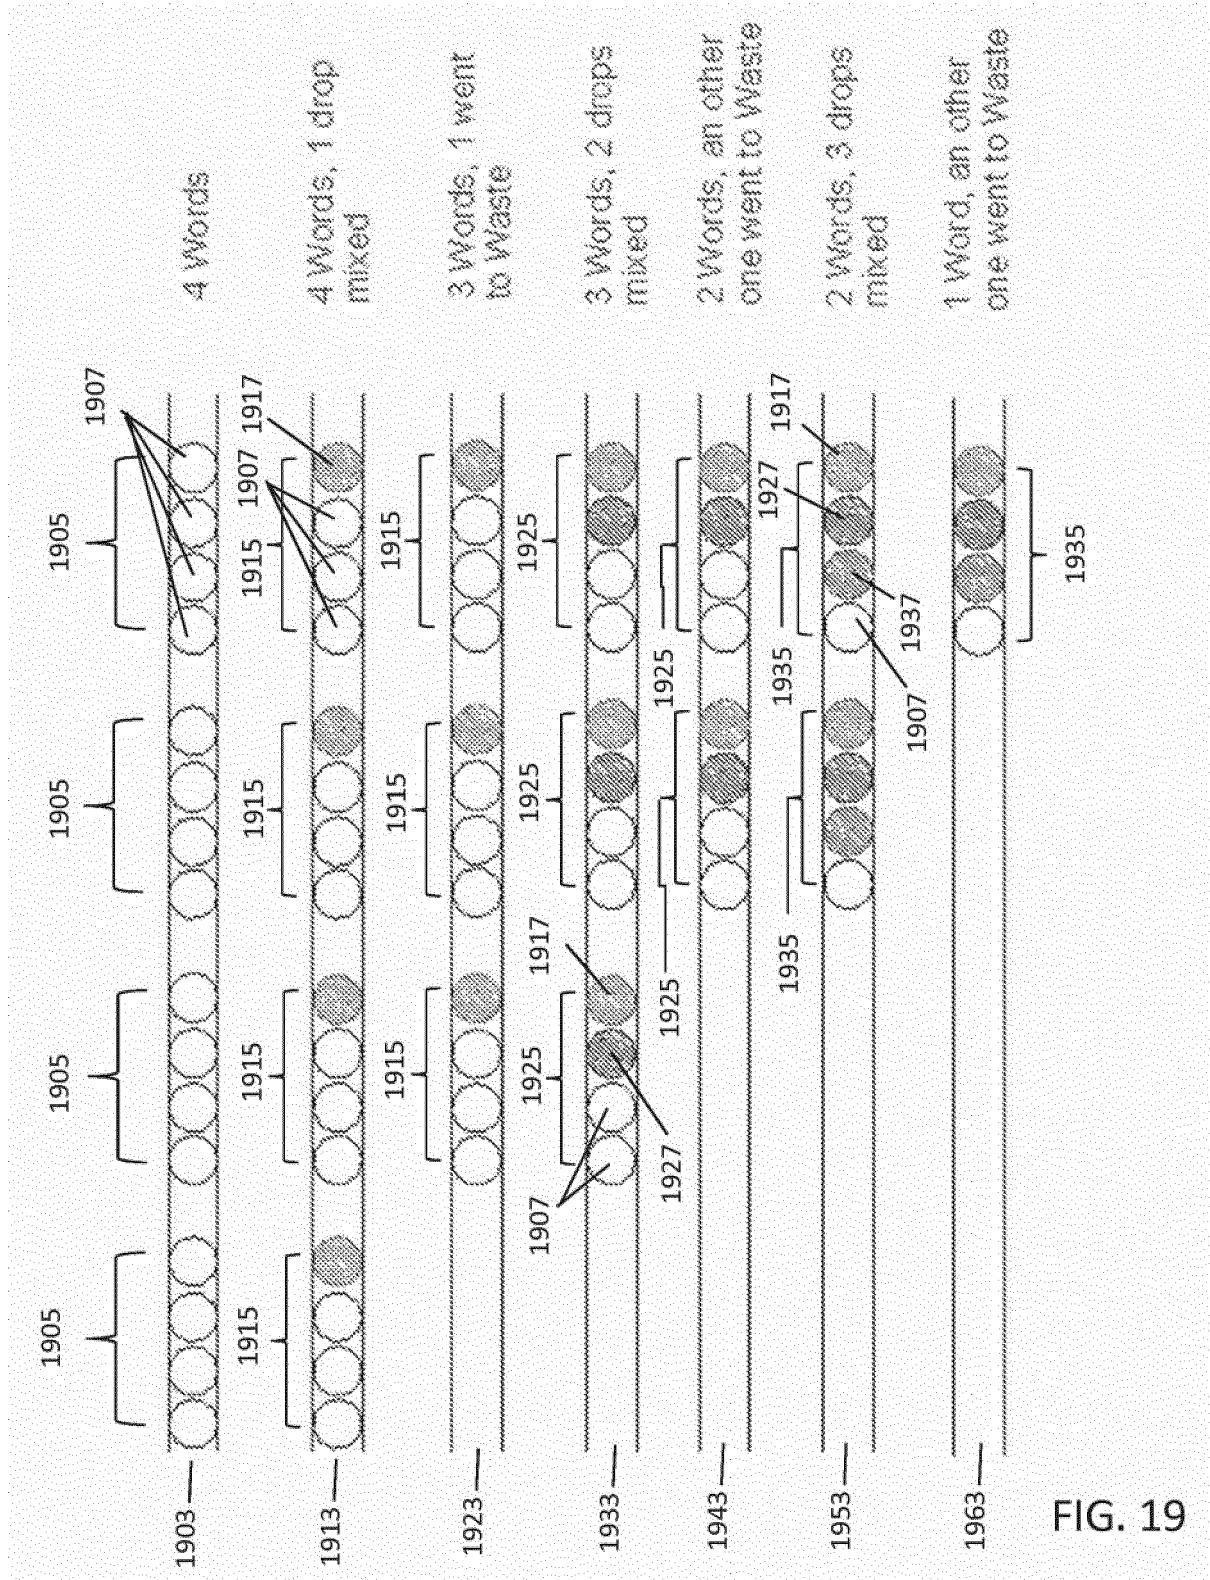 1905
1905
1905
1905
1907
1903
4 Words
1915
1915
1915
1915
1907
1917
1913
4 Words, 1 drop
mixed
1915
1915
1915
1923
3 Words, 1 went
to Waste
1925
1917
1925
1925
1907
1933
3 Words, 2 drops
mixed
1927
1925
1925
1943
2 Words, an other
one went to Waste
1935
1935
1927
1917
1953
2 Words, 3 drops
mixed
1937
1907
1963
1 Word, an other
one went to Waste
1935
FIG. 19